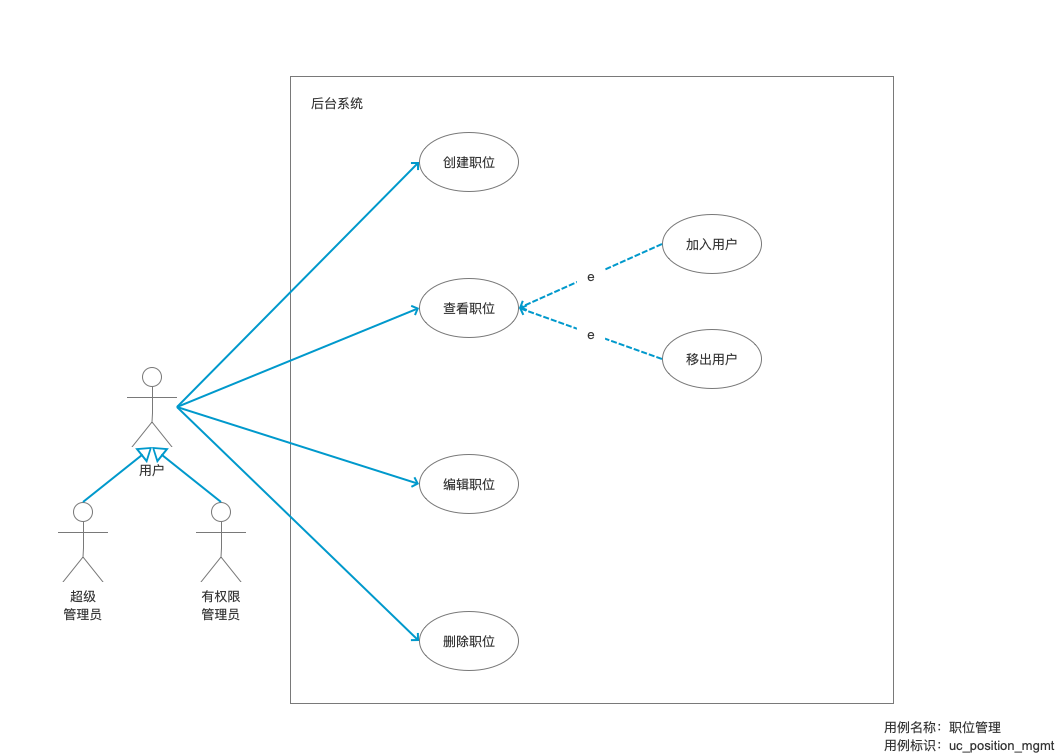 后台系统
创建职位
加入用户
e
查看职位
e
移出用户
用户
编辑职位
超级
管理员
有权限
管理员
删除职位
用例名称：职位管理
用例标识：uc_position_mgmt